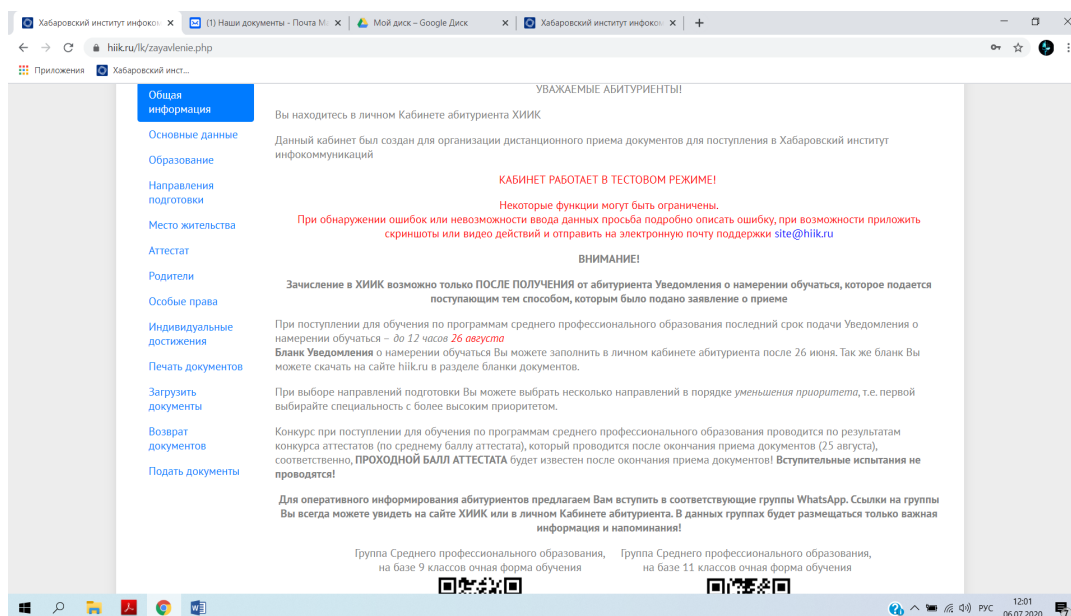 Хабаровский институт инфоком
(1) Наши документы - Почта M
Мой диск – Google Диск
Хабаровский институт инфоком
hiik.ru/lk/zayavlenie.php
Приложения
Хабаровский инст...
Общая
информация
Основные данные
Образование
Направления
подготовки
Место жительства
Аттестат
Родители
Особые права
Индивидуальные
достижения
Печать документов
Загрузить
документы
Возврат
документов
Подать документы
УВАЖАЕМЫЕ АБИТУРИЕНТЫ!
Вы находитесь в личном Кабинете абитуриента ХИИК
Данный кабинет был создан для организации дистанционного приема документов для поступления в Хабаровский институт
инфокоммуникаций
КАБИНЕТ РАБОТАЕТ В ТЕСТОВОМ РЕЖИМЕ!
Некоторые функции могут быть ограничены.
При обнаружении ошибок или невозможности ввода данных просьба подробно описать ошибку, при возможности приложить
скриншоты или видео действий и отправить на электронную почту поддержки site@hiik.ru
ВНИМАНИЕ!
Зачисление в ХИИК возможно только ПОСЛЕ ПОЛУЧЕНИЯ от абитуриента Уведомления о намерении обучаться, которое подается
поступающим тем способом, которым было подано заявление о приеме
При поступлении для обучения по программам среднего профессионального образования последний срок подачи Уведомления о
намерении обучаться – до 12 часов 26 августа
Бланк Уведомления о намерении обучаться Вы можете заполнить в личном кабинете абитуриента после 26 июня. Так же бланк Вы
можете скачать на сайте hiik.ru в разделе бланки документов.
При выборе направлений подготовки Вы можете выбрать несколько направлений в порядке уменьшения приоритета, т.е. первой
выбирайте специальность с более высоким приоритетом.
Конкурс при поступлении для обучения по программам среднего профессионального образования проводится по результатам
конкурса аттестатов (по среднему баллу аттестата), который проводится после окончания приема документов (25 августа),
соответственно, ПРОХОДНОЙ БАЛЛ АТТЕСТАТА будет известен после окончания приема документов! Вступительные испытания не
проводятся!
Для оперативного информирования абитуриентов предлагаем Вам вступить в соответствующие группы WhatsApp. Ссылки на группы
Вы всегда можете увидеть на сайте ХИИК или в личном Кабинете абитуриента. В данных группах будет размещаться только важная
информация и напоминания!
Группа Среднего профессионального образования,
на базе 9 классов очная форма обучения
Группа Среднего профессионального образования,
на базе 11 классов очная форма обучения
РУС
12:01
06.07.2020